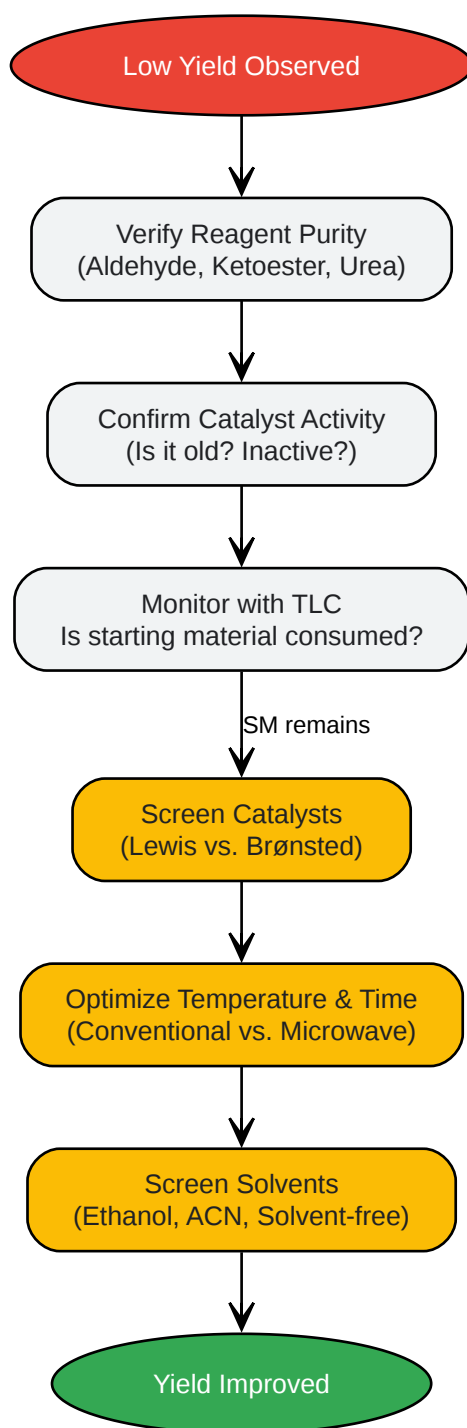 Low Yield Observed
Verify Reagent Purity
(Aldehyde, Ketoester, Urea)
Confirm Catalyst Activity
(Is it old? Inactive?)
Monitor with TLC
Is starting material consumed?
SM remains
Screen Catalysts
(Lewis vs. Brønsted)
Optimize Temperature & Time
(Conventional vs. Microwave)
Screen Solvents
(Ethanol, ACN, Solvent-free)
Yield Improved